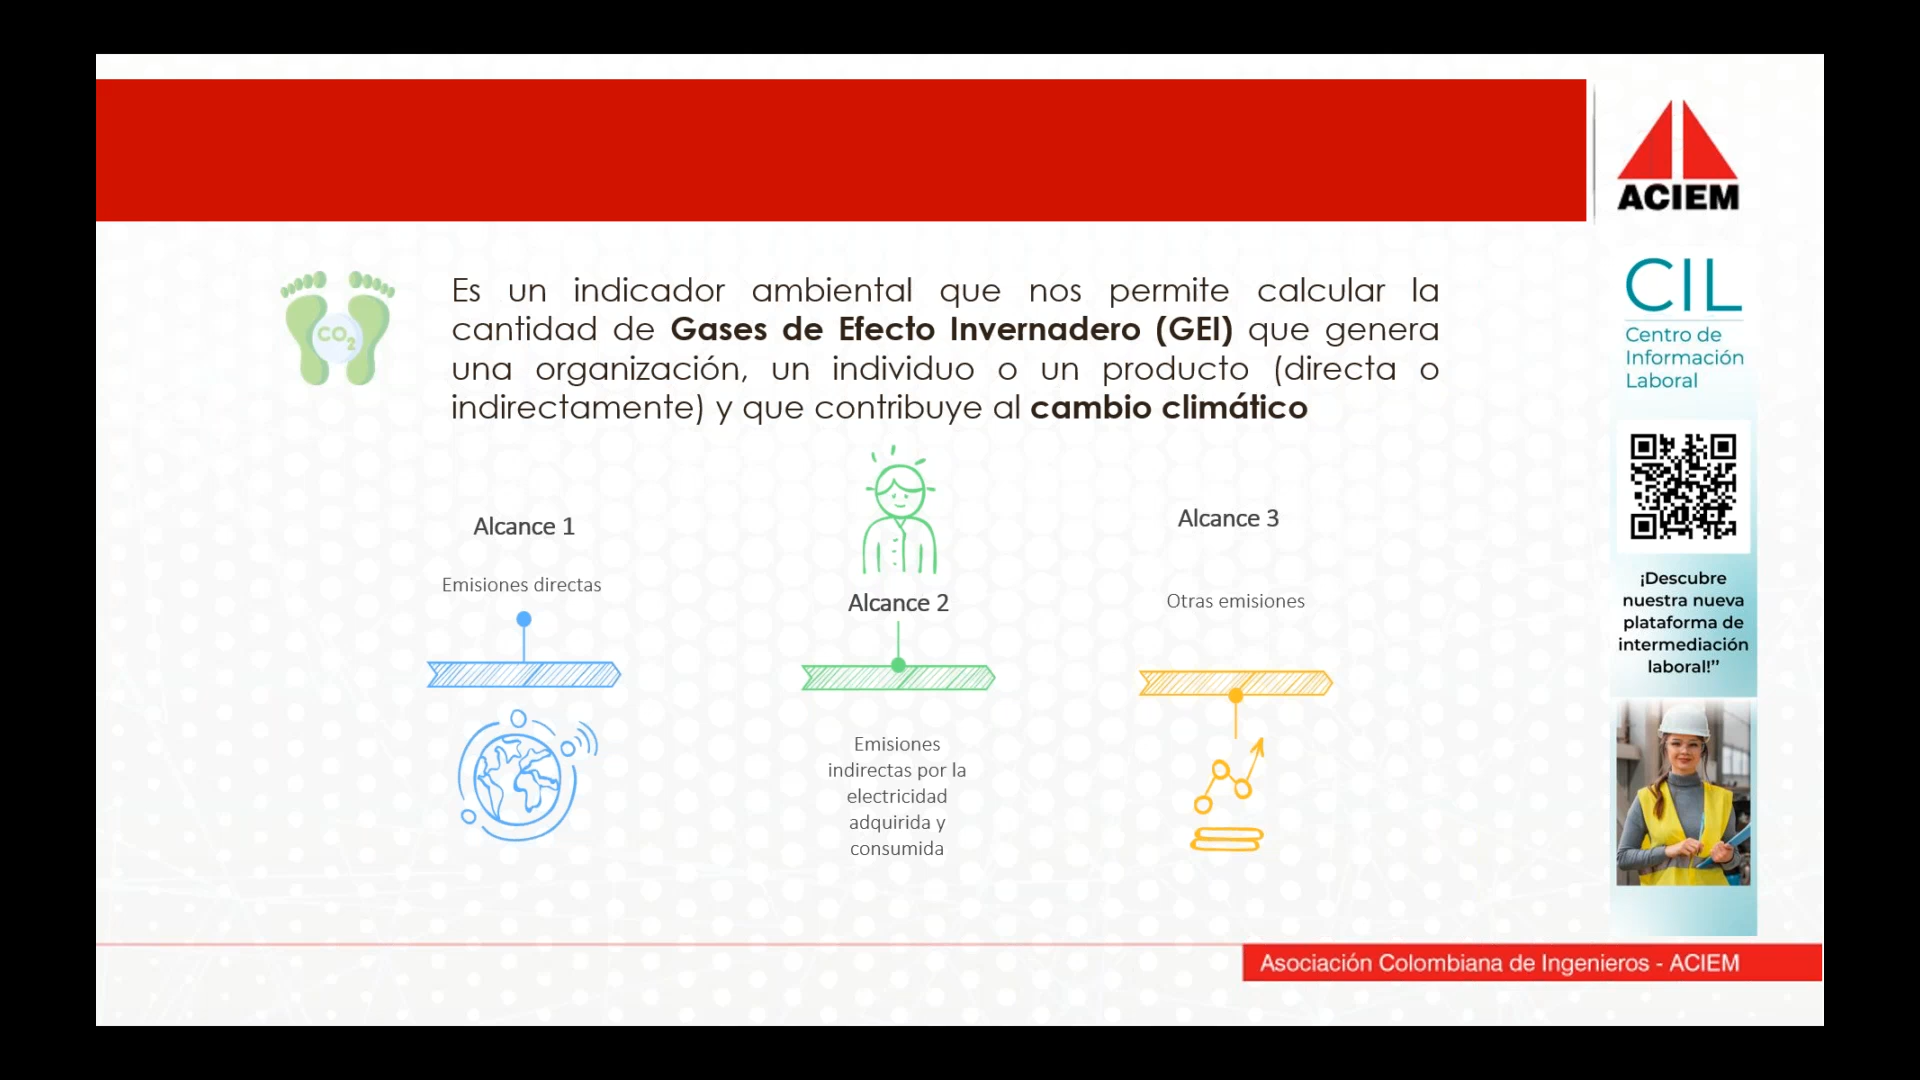 ACIEM
CO2
Es un indicador ambiental que nos permite calcular la
cantidad de Gases de Efecto Invernadero (GEI) que genera
una organización, un individuo o un producto (directa o
indirectamente) y que contribuye al cambio climático
Alcance 1
Emisiones directas
Alcance 2
Emisiones
indirectas por la
electricidad
adquirida y
consumida
Alcance 3
Otras emisiones
CIL
Centro de
Información
Laboral
¡Descubre
nuestra nueva
plataforma de
intermediación
laboral!”
Asociación Colombiana de Ingenieros - ACIEM